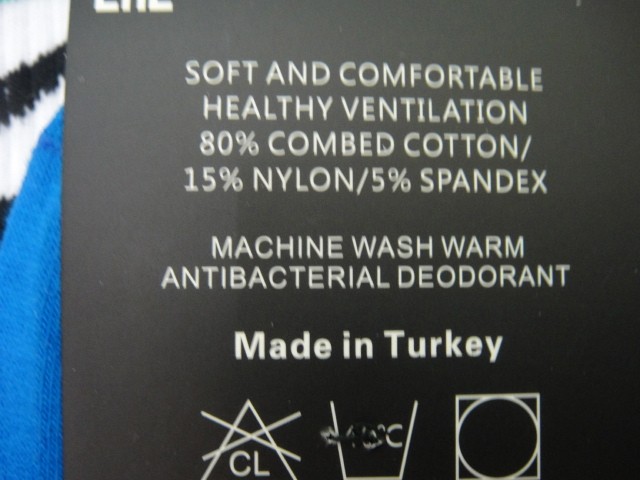 SOFT AND COMFORTABLE
HEALTHY VENTILATION
80% COMBED COTTON/
15% NYLON/5% SPANDEX
MACHINE WASH WARM
ANTIBACTERIAL DEODORANT
Made in Turkey
CL